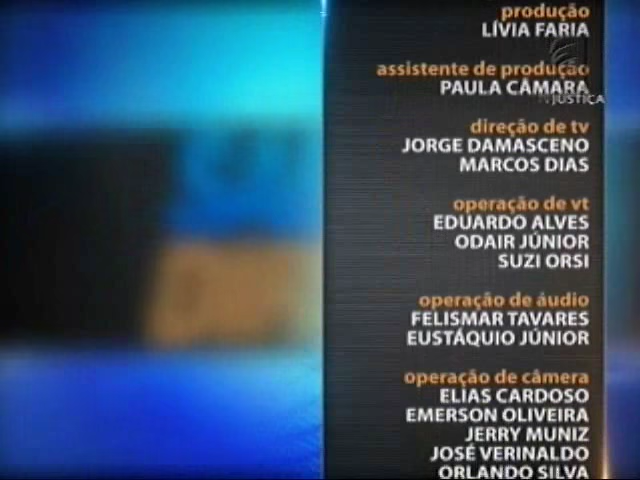 produção
LÍVIA FARIA
assistente de produção
PAULA CÂMARA
JUSTIÇA
direção de tv
JORGE DAMASCENO
MARCOS DIAS
operação de vt
EDUARDO ALVES
ODAIR JÚNIOR
SUZI ORSI
operação de áudio
FELISMAR TAVARES
EUSTÁQUIO JÚNIOR
operação de câmera
ELIAS CARDOSO
EMERSON OLIVEIRA
JERRY MUNIZ
JOSÉ VERINALDO
ORLANDO SILVA